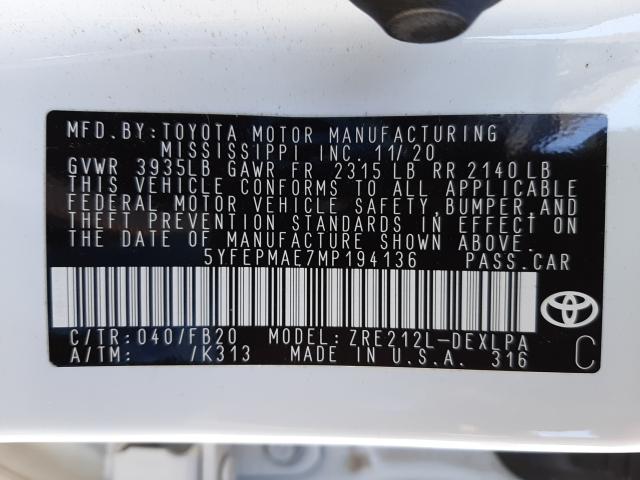 MFD.BY:TOYOTA MOTOR MANUFACTURING
MISSISSIPPI INC. 11/20
GVWR 3935LB GAWR FR 2315 LB RR 2140 LB
THIS VEHICLE CONFORMS TO ALL APPLICABLE
FEDERAL MOTOR VEHICLE SAFETY, BUMPER, AND
THEFT PREVENTION STANDARDS IN EFFECT ON
THE DATE OF MANUFACTURE SHOWN ABOVE.
5YFEPMAE7MP194136 PASS.CAR
C/TR: 040/FB20 MODEL: ZRE212L-DEXLPA
A/TM: /K313 MADE IN U.S.A. 316
C